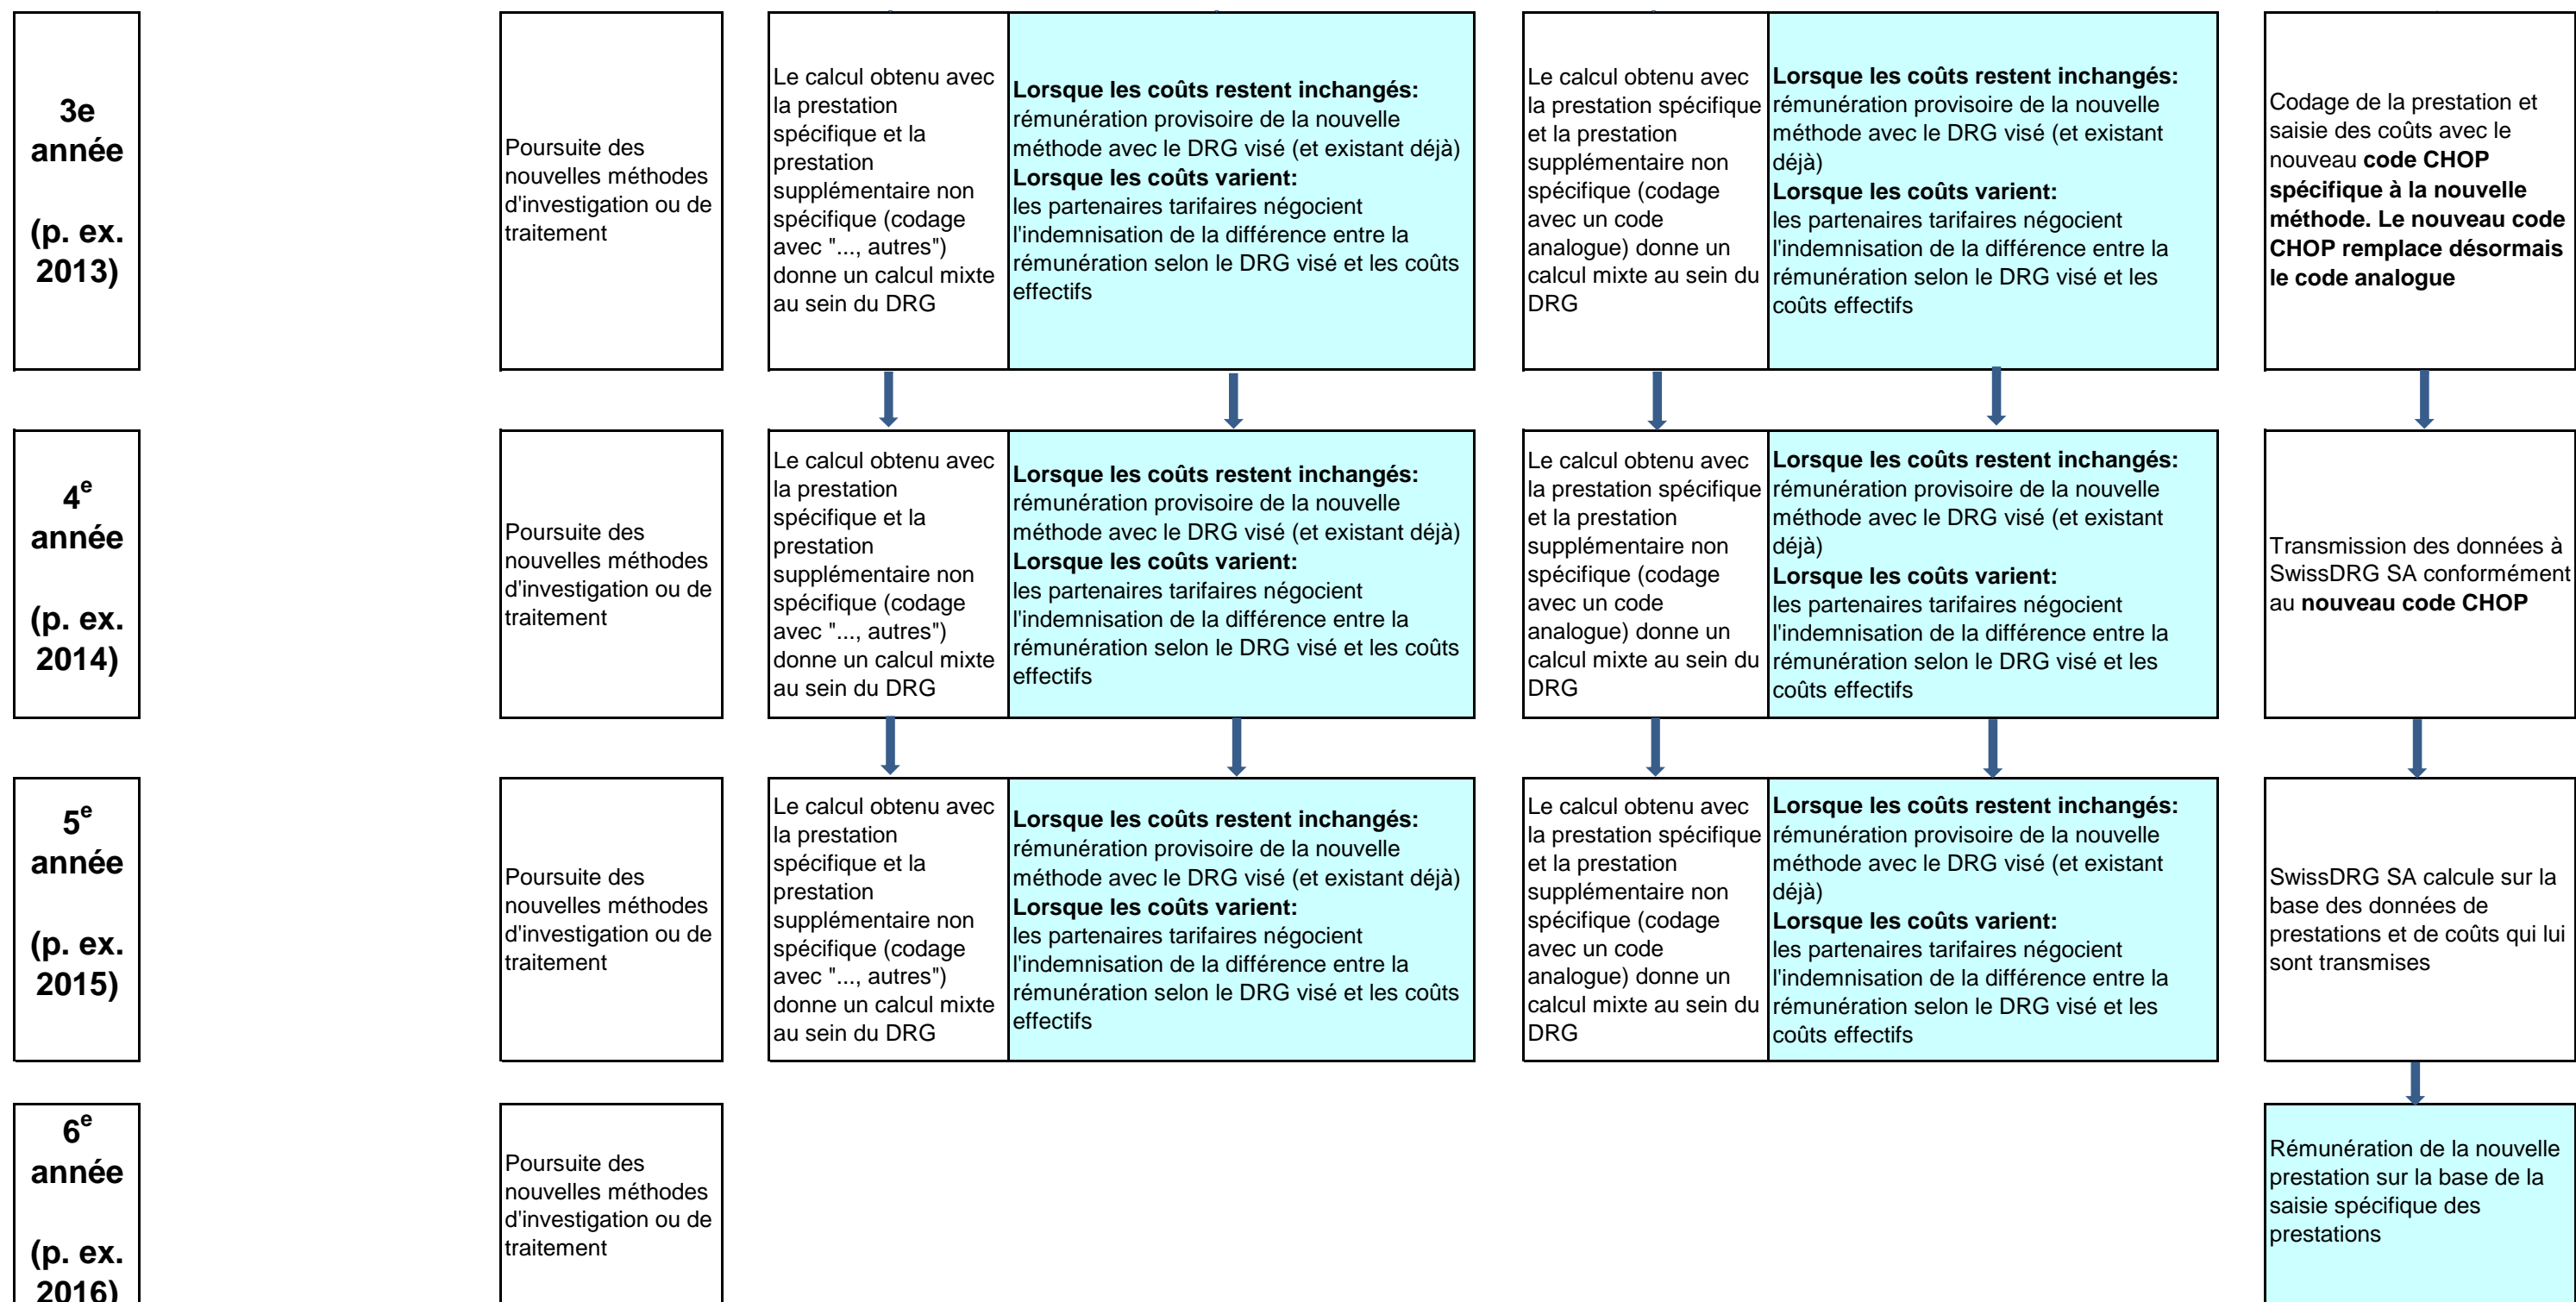 3e
année
(p. ex.
2013)
Poursuite des
nouvelles méthodes
d'investigation ou de
traitement
Le calcul obtenu avec
la prestation
spécifique et la
prestation
supplémentaire non
spécifique (codage
avec "..., autres")
donne un calcul mixte
au sein du DRG
Lorsque les coûts restent inchangés:
rémunération provisoire de la nouvelle
méthode avec le DRG visé (et existant déjà)
Lorsque les coûts varient:
les partenaires tarifaires négocient
l'indemnisation de la différence entre la
rémunération selon le DRG visé et les coûts
effectifs
Le calcul obtenu avec
la prestation spécifique
et la prestation
supplémentaire non
spécifique (codage
avec un code
analogue) donne un
calcul mixte au sein du
DRG
Lorsque les coûts restent inchangés:
rémunération provisoire de la nouvelle
méthode avec le DRG visé (et existant
déjà)
Lorsque les coûts varient:
les partenaires tarifaires négocient
l'indemnisation de la différence entre la
rémunération selon le DRG visé et les
coûts effectifs
Codage de la prestation et
saisie des coûts avec le
nouveau code CHOP
spécifique à la nouvelle
méthode. Le nouveau code
CHOP remplace désormais
le code analogue
4e
année
(p. ex.
2014)
Poursuite des
nouvelles méthodes
d'investigation ou de
traitement
Le calcul obtenu avec
la prestation
spécifique et la
prestation
supplémentaire non
spécifique (codage
avec "..., autres")
donne un calcul mixte
au sein du DRG
Lorsque les coûts restent inchangés:
rémunération provisoire de la nouvelle
méthode avec le DRG visé (et existant déjà)
Lorsque les coûts varient:
les partenaires tarifaires négocient
l'indemnisation de la différence entre la
rémunération selon le DRG visé et les coûts
effectifs
Le calcul obtenu avec
la prestation spécifique
et la prestation
supplémentaire non
spécifique (codage
avec un code
analogue) donne un
calcul mixte au sein du
DRG
Lorsque les coûts restent inchangés:
rémunération provisoire de la nouvelle
méthode avec le DRG visé (et existant
déjà)
Lorsque les coûts varient:
les partenaires tarifaires négocient
l'indemnisation de la différence entre la
rémunération selon le DRG visé et les
coûts effectifs
Transmission des données à
SwissDRG SA conformément
au nouveau code CHOP
5e
année
(p. ex.
2015)
Poursuite des
nouvelles méthodes
d'investigation ou de
traitement
Le calcul obtenu avec
la prestation
spécifique et la
prestation
supplémentaire non
spécifique (codage
avec "..., autres")
donne un calcul mixte
au sein du DRG
Lorsque les coûts restent inchangés:
rémunération provisoire de la nouvelle
méthode avec le DRG visé (et existant déjà)
Lorsque les coûts varient:
les partenaires tarifaires négocient
l'indemnisation de la différence entre la
rémunération selon le DRG visé et les coûts
effectifs
Le calcul obtenu avec
la prestation spécifique
et la prestation
supplémentaire non
spécifique (codage
avec un code
analogue) donne un
calcul mixte au sein du
DRG
Lorsque les coûts restent inchangés:
rémunération provisoire de la nouvelle
méthode avec le DRG visé (et existant
déjà)
Lorsque les coûts varient:
les partenaires tarifaires négocient
l'indemnisation de la différence entre la
rémunération selon le DRG visé et les
coûts effectifs
SwissDRG SA calcule sur la
base des données de
prestations et de coûts qui lui
sont transmises
6e
année
(p. ex.
2016)
Poursuite des
nouvelles méthodes
d'investigation ou de
traitement
Rémunération de la nouvelle
prestation sur la base de la
saisie spécifique des
prestations